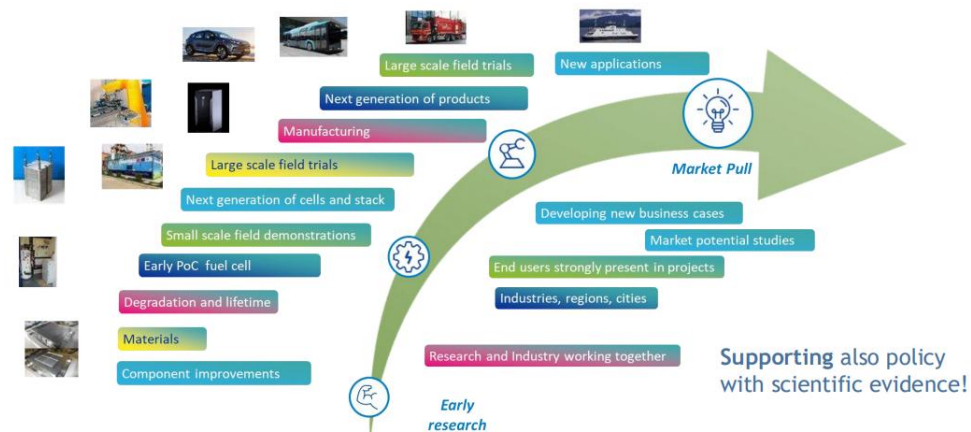 Large scale field trials
New applications
Next generation of products
Manufacturing
Large scale field trials
Market Pull
Next generation of cells and stack
Developing new business cases
Small scale field demonstrations
Market potential studies
Early PoC fuel cell
End users strongly present in projects
Degradation and lifetime
Industries, regions, cities
Materials
Research and Industry working together
Component improvements
Supporting also policy
with scientific evidence!
Early
research